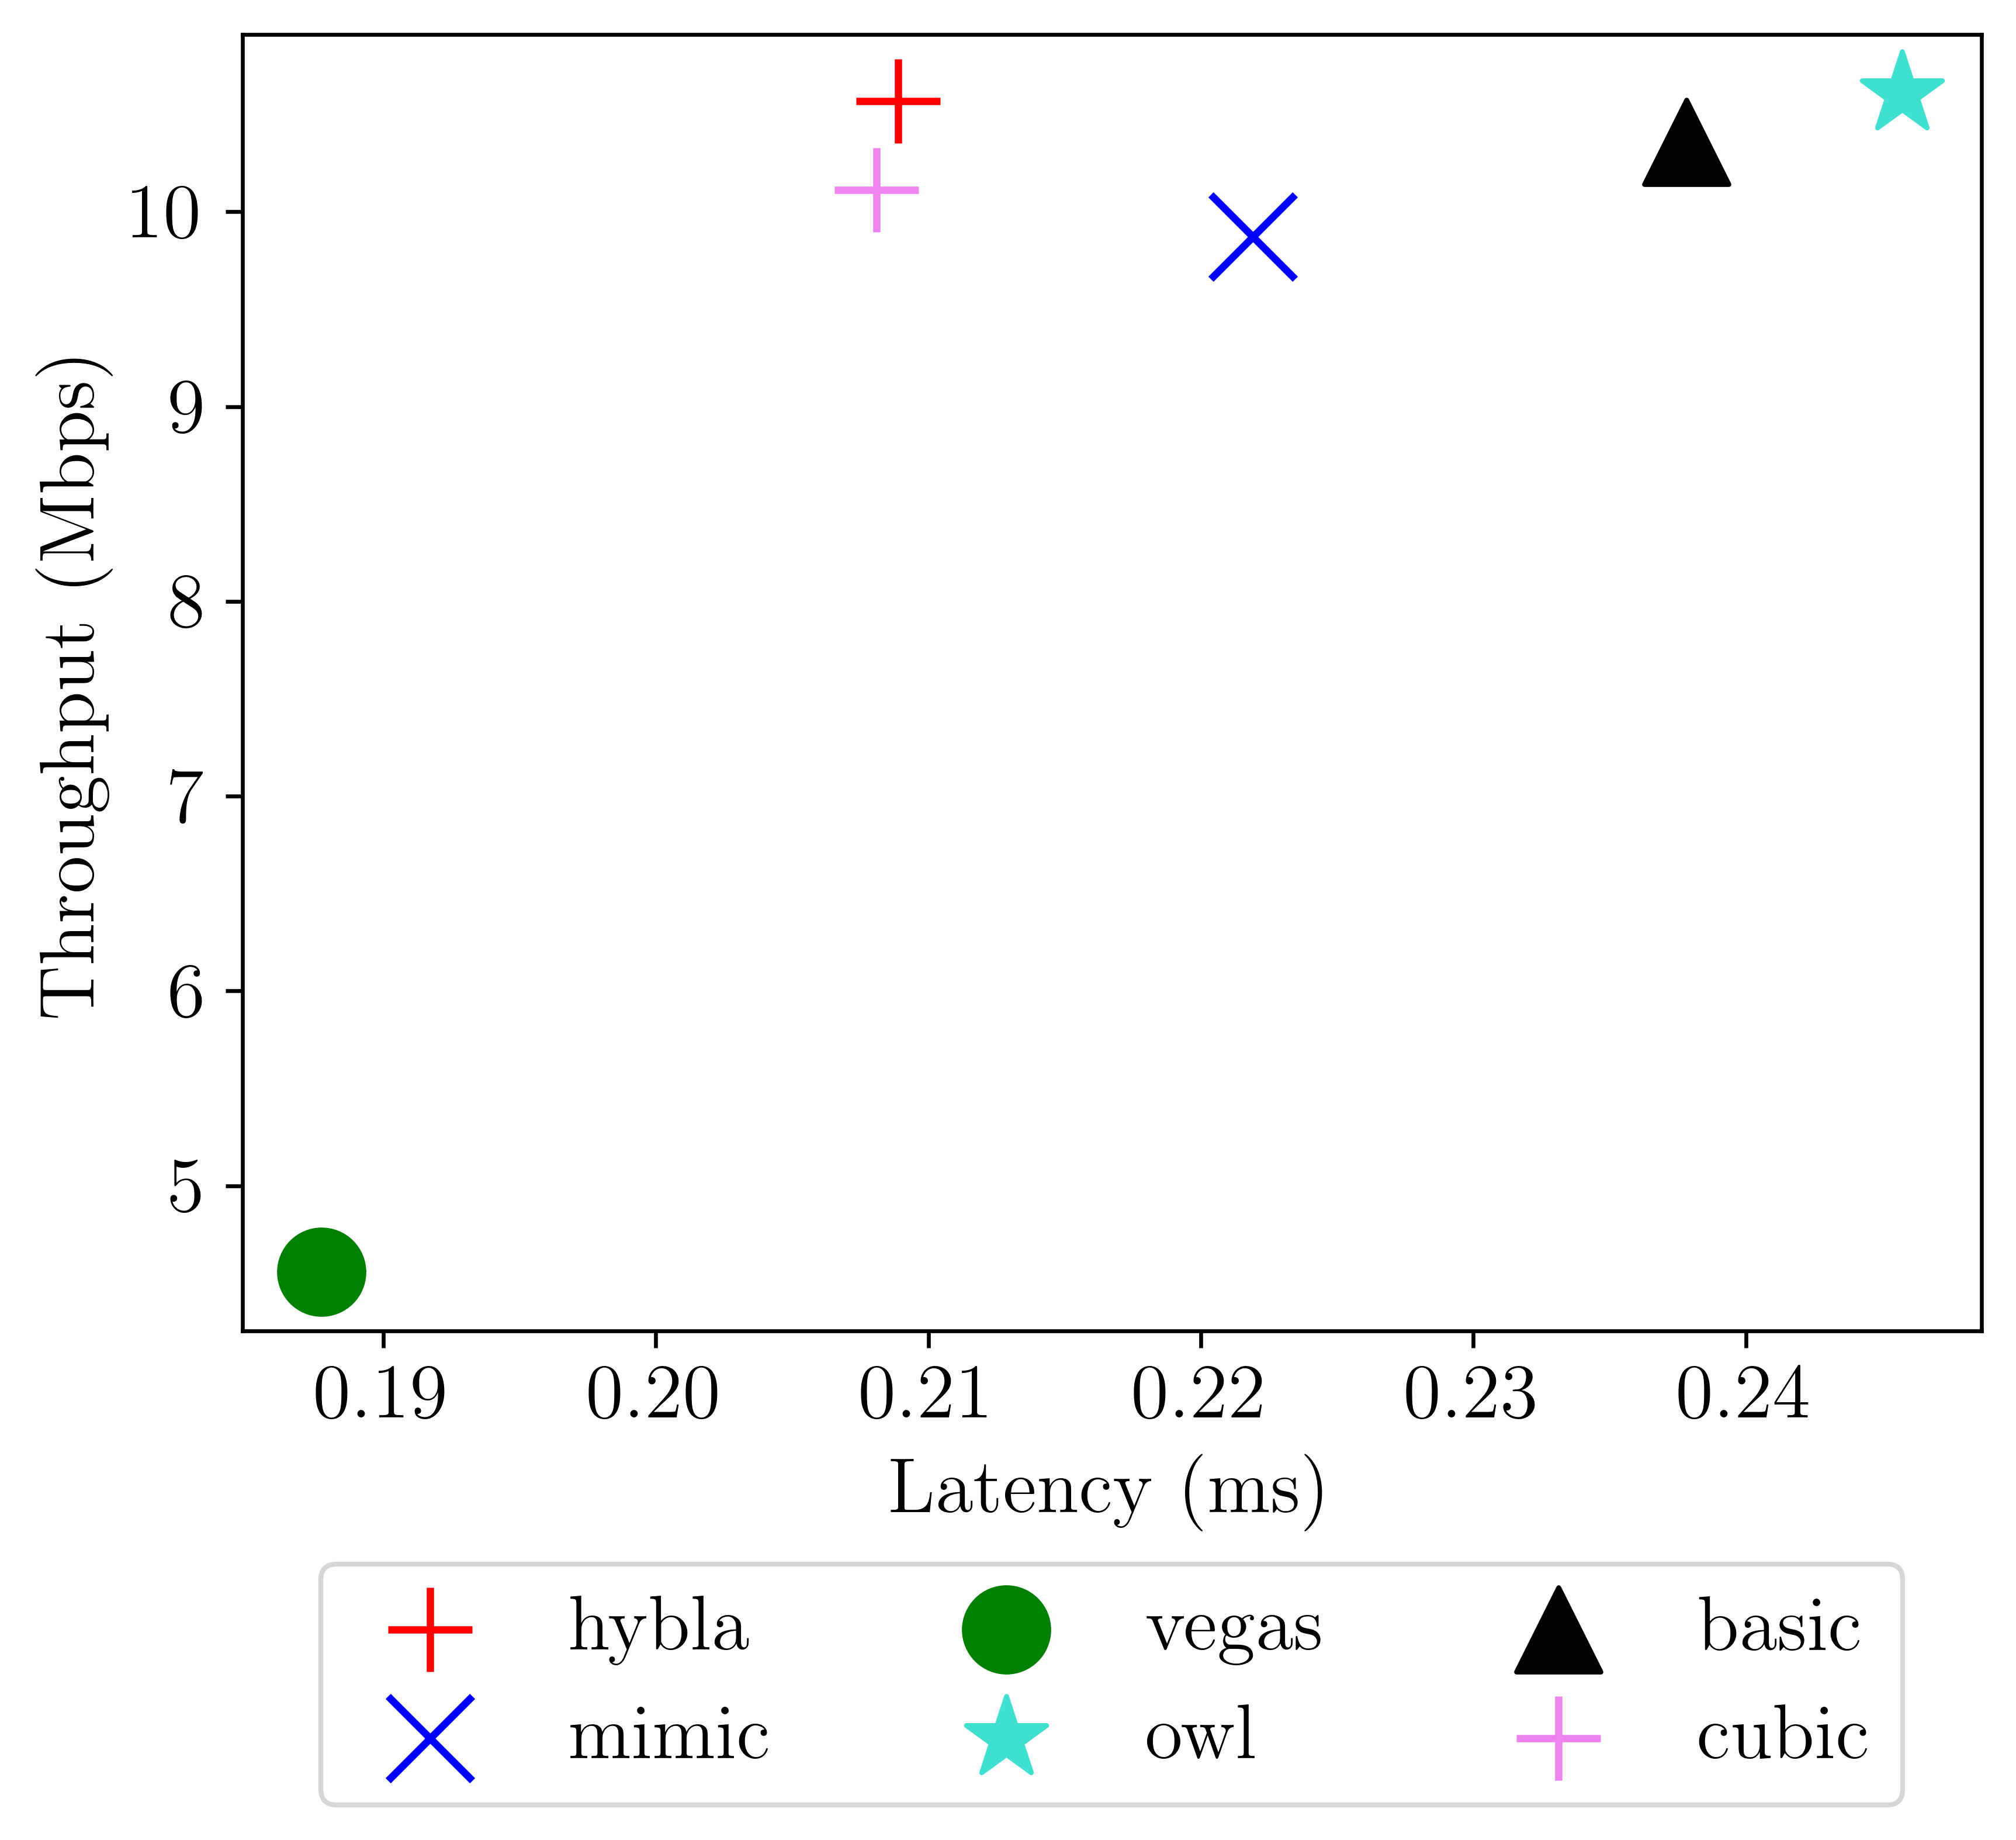 Throughput (Mbps)
10
9
8
7
6
5
0.19 0.20 0.21 0.22 0.23 0.24
Latency (ms)
hybla vegas basic
mimic owl cubic